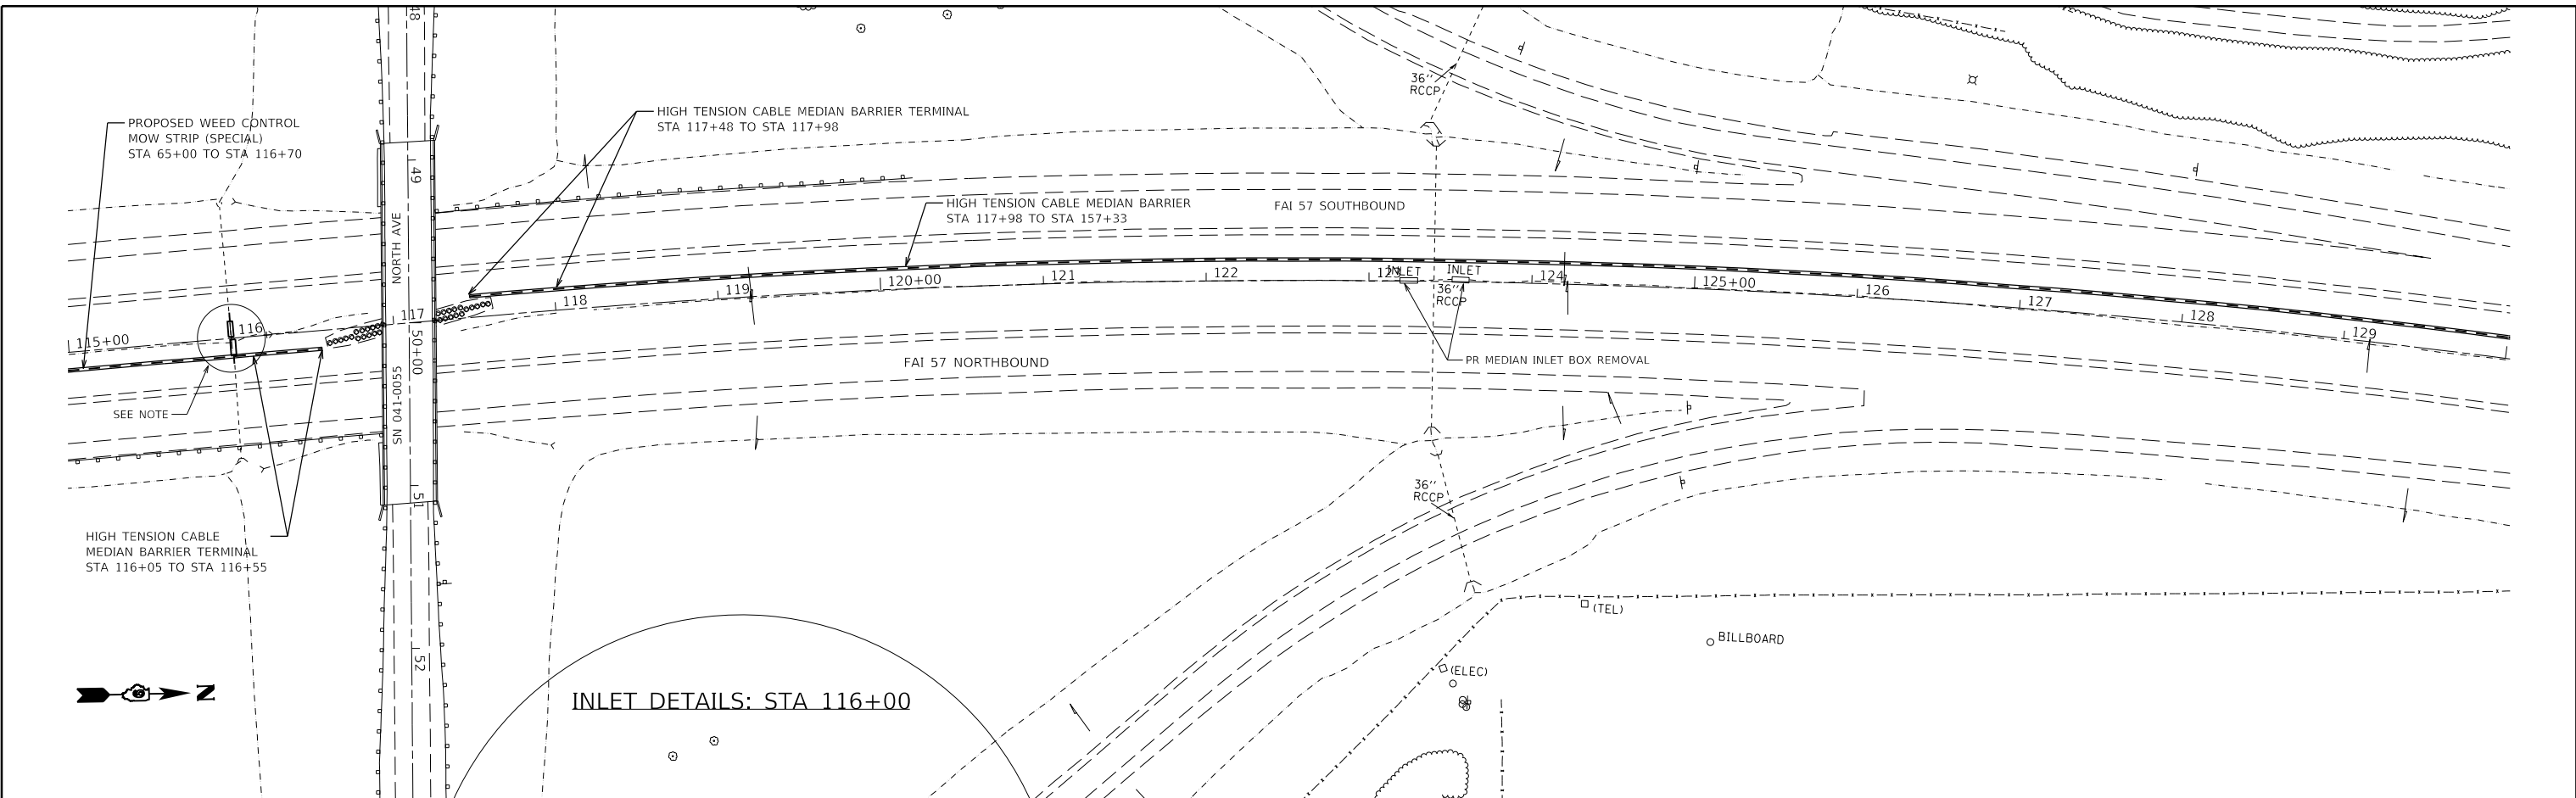 48
36''
RCCP
PROPOSED WEED CONTROL
MOW STRIP (SPECIAL)
STA 65+00 TO STA 116+70
HIGH TENSION CABLE MEDIAN BARRIER TERMINAL
STA 117+48 TO STA 117+98
49
NORTH AVE
HIGH TENSION CABLE MEDIAN BARRIER
STA 117+98 TO STA 157+33
FAI 57 SOUTHBOUND
115+00
116
117
118
119
120+00
121
122
123
INLET
INLET
36''
RCCP
124
125+00
126
127
128
129
50+00
SN 041-0055
FAI 57 NORTHBOUND
PR MEDIAN INLET BOX REMOVAL
SEE NOTE
51
36''
RCCP
HIGH TENSION CABLE
MEDIAN BARRIER TERMINAL
STA 116+05 TO STA 116+55
52
(TEL)
BILLBOARD
(ELEC)
N
INLET DETAILS: STA 116+00